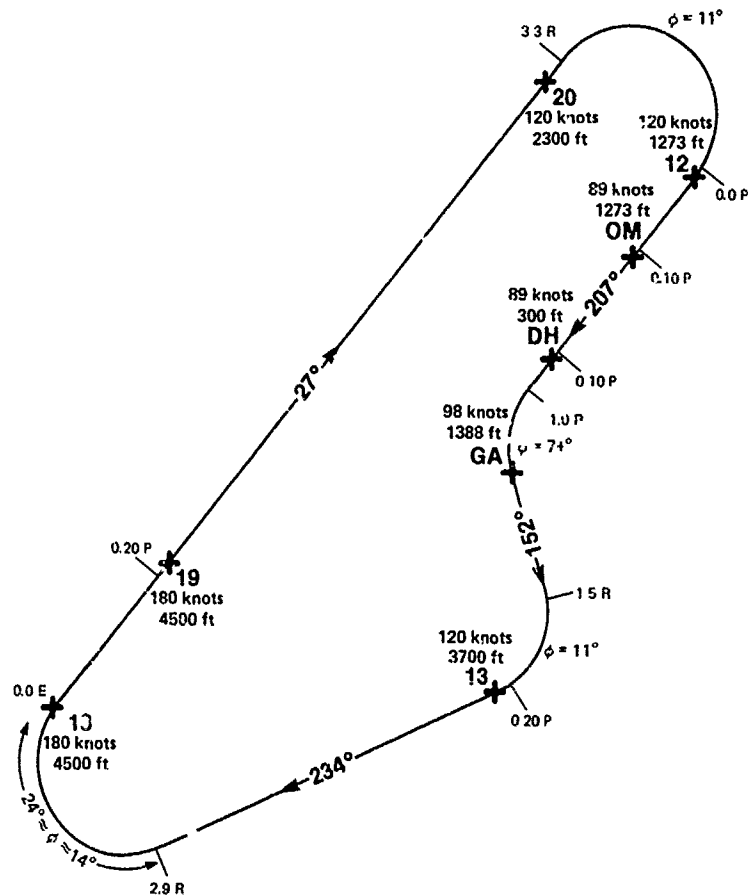 ϕ = 11°
3 3 R
20
120 knots
2300 ft
120 knots
1273 ft
12
0.0 P
89 knots
1273 ft
OM
0.10 P
207°
89 knots
300 ft
DH
0.10 P
27°
98 knots
1388 ft
GA
152°
0.20 P
19
180 knots
4500 ft
1 5 R
120 knots
3700 ft
13
ϕ = 11°
0 20 P
0.0 E
180 knots
4500 ft
234°
24° ≈ ϕ ≈ 14°
2.9 R